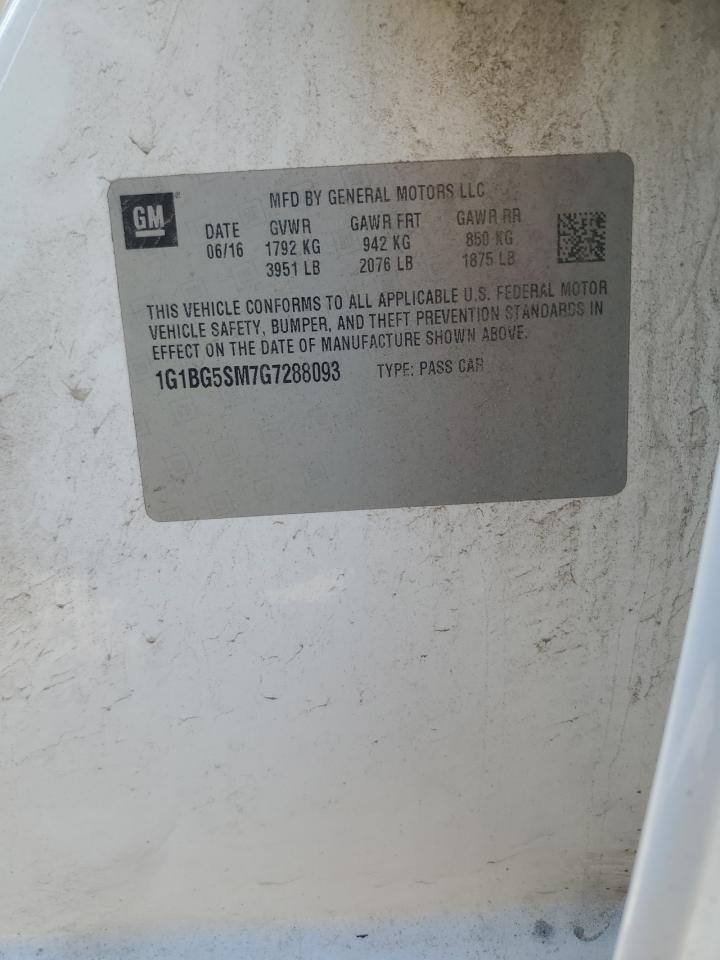 GM
MFD BY GENERAL MOTORS LLC
DATE GVWR GAWR FRT GAWR RR
06/16 1792 KG 942 KG 850 KG
3951 LB 2076 LB 1875 LB
THIS VEHICLE CONFORMS TO ALL APPLICABLE U.S. FEDERAL MOTOR
VEHICLE SAFETY, BUMPER, AND THEFT PREVENTION STANDARDS IN
EFFECT ON THE DATE OF MANUFACTURE SHOWN ABOVE.
1G1BG5SM7G7288093 TYPE: PASS CAR